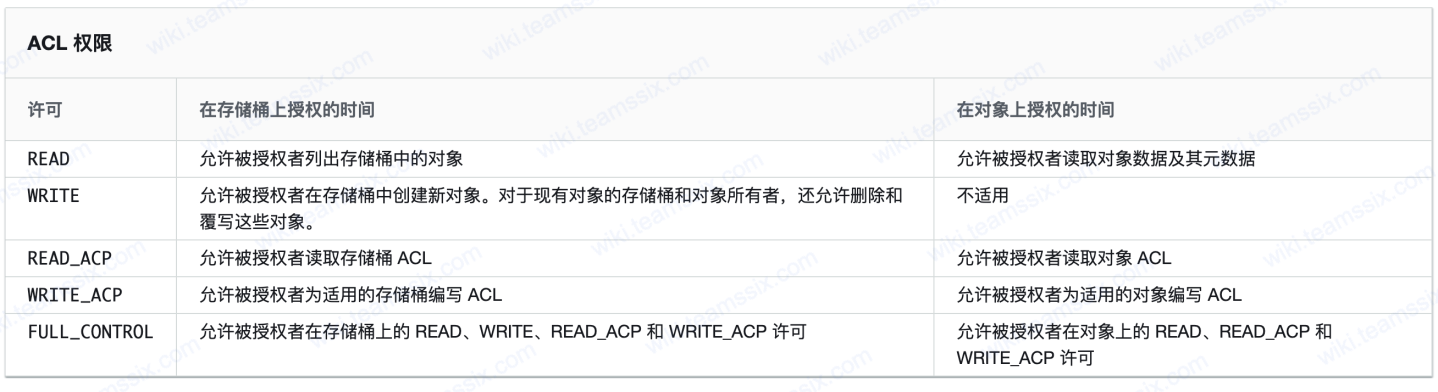 ACL 权限
许可 在存储桶上授权的时间 在对象上授权的时间
READ 允许被授权者列出存储桶中的对象 允许被授权者读取对象数据及其元数据
WRITE 允许被授权者在存储桶中创建新对象。对于现有对象的存储桶和对象所有者，还允许删除和 不适用
覆写这些对象。
READ_ACP 允许被授权者读取存储桶 ACL 允许被授权者读取对象 ACL
WRITE_ACP 允许被授权者为适用的存储桶编写 ACL 允许被授权者为适用的对象编写 ACL
FULL_CONTROL 允许被授权者在存储桶上的 READ、WRITE、READ_ACP 和 WRITE_ACP 许可 允许被授权者在对象上的 READ、READ_ACP 和
WRITE_ACP 许可
wiki.teamssix.com